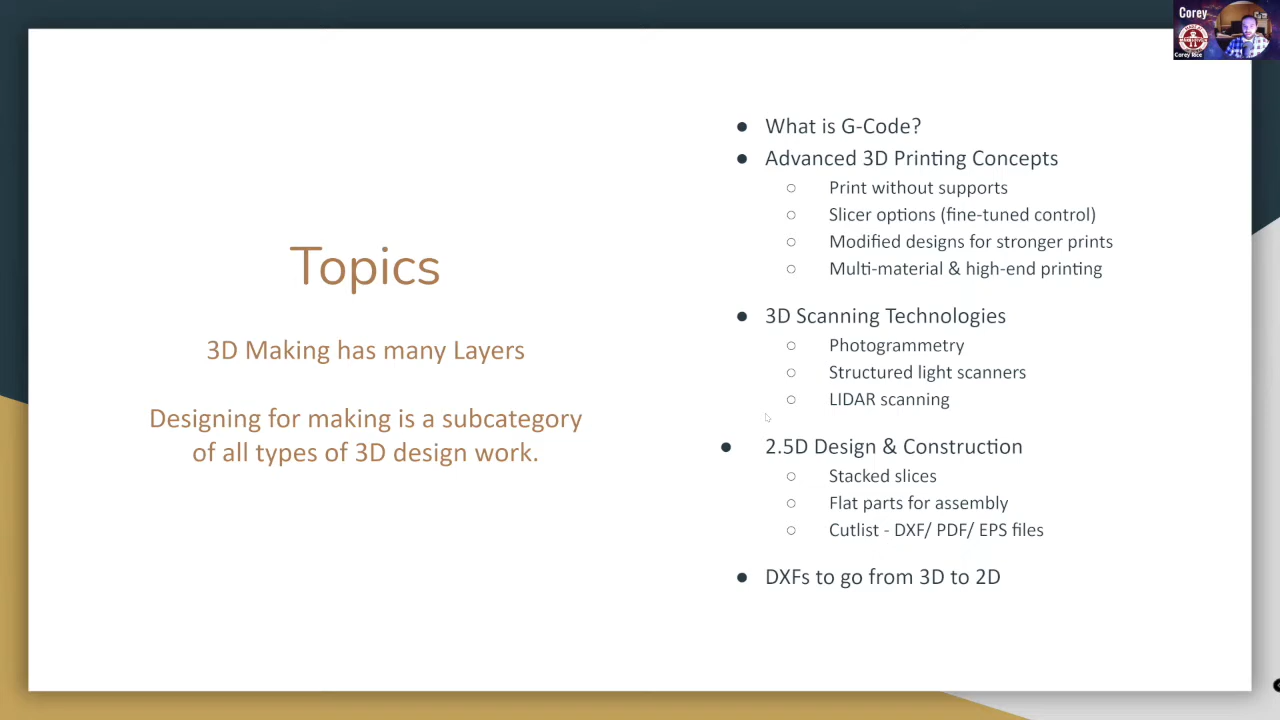 Corey
Corey Rice
Topics
3D Making has many Layers
Designing for making is a subcategory
of all types of 3D design work.
● What is G-Code?
● Advanced 3D Printing Concepts
○ Print without supports
○ Slicer options (fine-tuned control)
○ Modified designs for stronger prints
○ Multi-material & high-end printing
● 3D Scanning Technologies
○ Photogrammetry
○ Structured light scanners
○ LIDAR scanning
● 2.5D Design & Construction
○ Stacked slices
○ Flat parts for assembly
○ Cutlist - DXF/ PDF/ EPS files
● DXFs to go from 3D to 2D